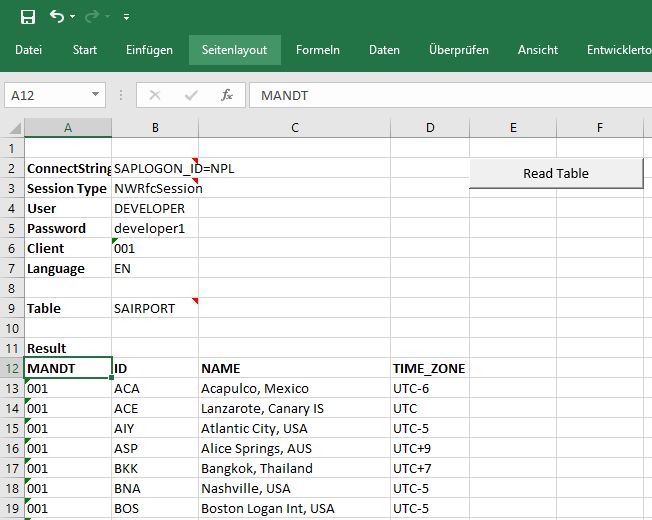 Datei Start Einfügen Seitenlayout Formeln Daten Überprüfen Ansicht Entwicklerto
A12 fx MANDT
A B C D E F
1
2 ConnectString SAPLOGON_ID=NPL Read Table
3 Session Type NWRfcSession
4 User DEVELOPER
5 Password developer1
6 Client 001
7 Language EN
8
9 Table SAIRPORT
10
11 Result
12 MANDT ID NAME TIME_ZONE
13 001 ACA Acapulco, Mexico UTC-6
14 001 ACE Lanzarote, Canary IS UTC
15 001 AIY Atlantic City, USA UTC-5
16 001 ASP Alice Springs, AUS UTC+9
17 001 BKK Bangkok, Thailand UTC+7
18 001 BNA Nashville, USA UTC-5
19 001 BOS Boston Logan Int, USA UTC-5